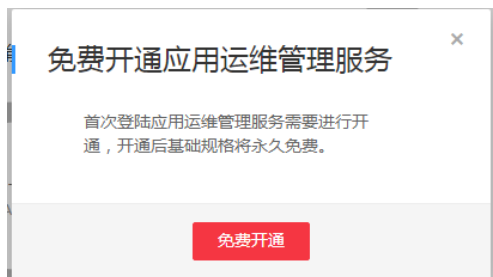 免费开通应用运维管理服务
×
首次登陆应用运维管理服务需要进行开
通，开通后基础规格将永久免费。
免费开通